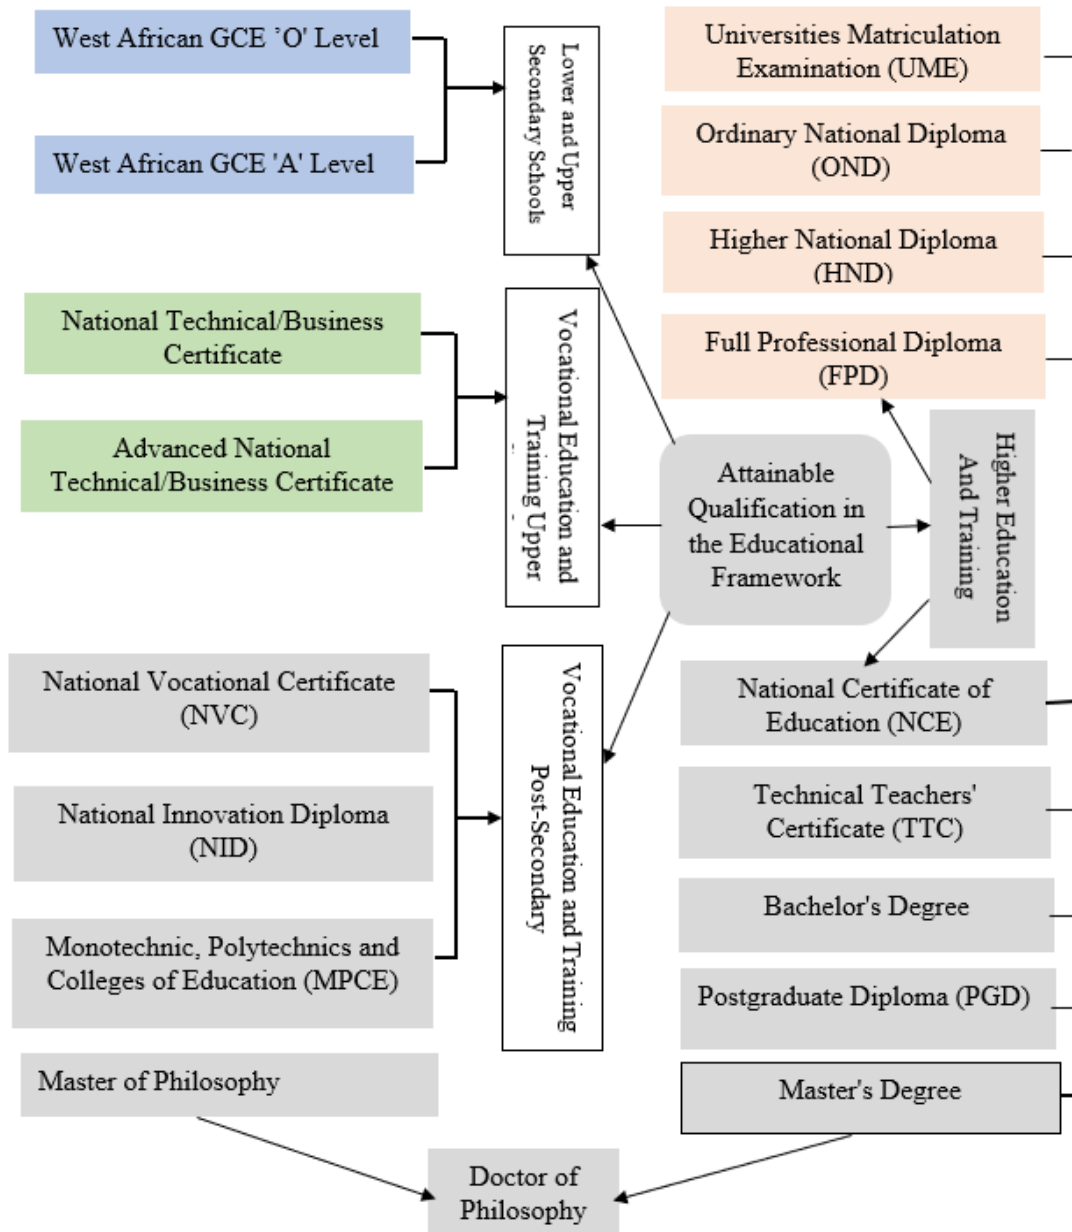 West African GCE ’O' Level
West African GCE 'A' Level
Lower and Upper
Secondary Schools
National Technical/Business
Certificate
Advanced National
Technical/Business Certificate
Vocational Education and
Training Upper
National Vocational Certificate
(NVC)
National Innovation Diploma
(NID)
Monotechnic, Polytechnics and
Colleges of Education (MPCE)
Vocational Education and Training
Post-Secondary
Master of Philosophy
Doctor of
Philosophy
Attainable
Qualification in
the Educational
Framework
Universities Matriculation
Examination (UME)
Ordinary National Diploma
(OND)
Higher National Diploma
(HND)
Full Professional Diploma
(FPD)
Higher Education
And Training
National Certificate of
Education (NCE)
Technical Teachers'
Certificate (TTC)
Bachelor's Degree
Postgraduate Diploma (PGD)
Master's Degree